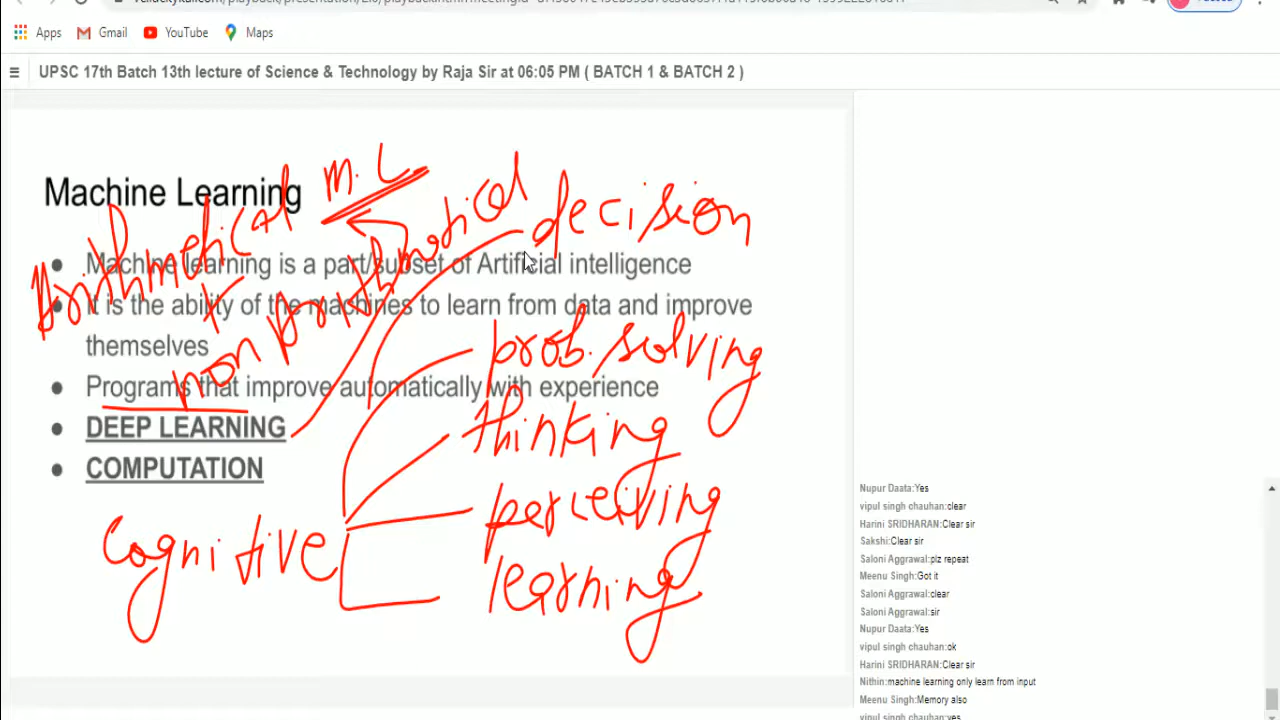 Apps Gmail YouTube Maps
UPSC 17th Batch 13th lecture of Science & Technology by Raja Sir at 06:05 PM ( BATCH 1 & BATCH 2 )
Machine Learning
m.L
Arithmetical
+
non Arithmetical
decision
Machine learning is a part/subset of Artificial intelligence
It is the ability of the machines to learn from data and improve
themselves
Programs that improve automatically with experience
DEEP LEARNING
COMPUTATION
cognitive
prob. solving
thinking
perceiving
learning
Nupur Daata:Yes
vipul singh chauhan:clear
Harini SRIDHARAN:Clear sir
Sakshi:Clear sir
Saloni Aggrawal:plz repeat
Meenu Singh:Got it
Saloni Aggrawal:clear
Saloni Aggrawal:sir
Nupur Daata:Yes
vipul singh chauhan:ok
Harini SRIDHARAN:Clear sir
Nithin:machine learning only learn from input
Meenu Singh:Memory also
vipul singh chauhan:yes